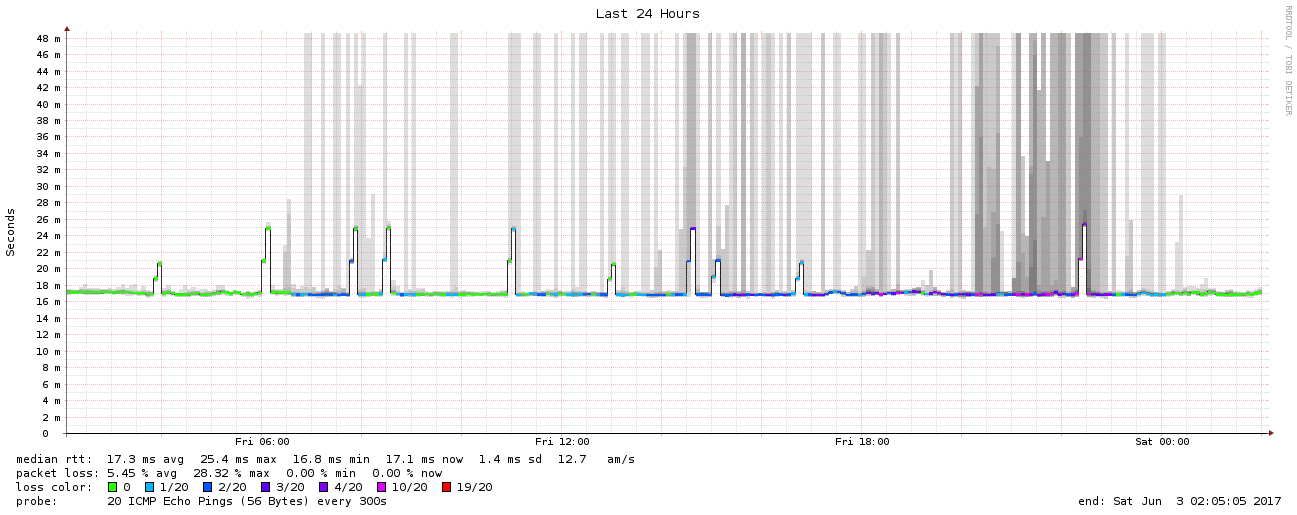 Last 24 Hours
RRDTOOL / TOBI OETIKER
Seconds
48 m
46 m
44 m
42 m
40 m
38 m
36 m
34 m
32 m
30 m
28 m
26 m
24 m
22 m
20 m
18 m
16 m
14 m
12 m
10 m
8 m
6 m
4 m
2 m
0
Fri 06:00 Fri 12:00 Fri 18:00 Sat 00:00
median rtt: 17.3 ms avg 25.4 ms max 16.8 ms min 17.1 ms now 1.4 ms sd 12.7 am/s
packet loss: 5.45 % avg 28.32 % max 0.00 % min 0.00 % now
loss color: 0 1/20 2/20 3/20 4/20 10/20 19/20
probe: 20 ICMP Echo Pings (56 Bytes) every 300s end: Sat Jun 3 02:05:05 2017